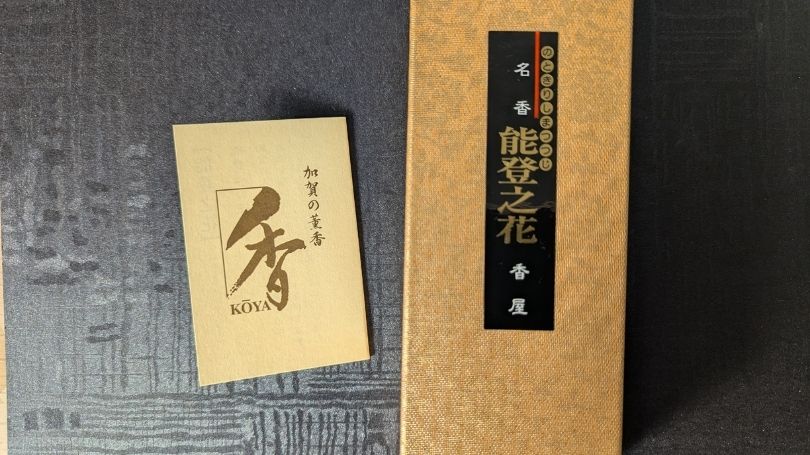 加賀の薫香
香
KŌYA
のときりしまつつじ
名香
能登之花
香屋